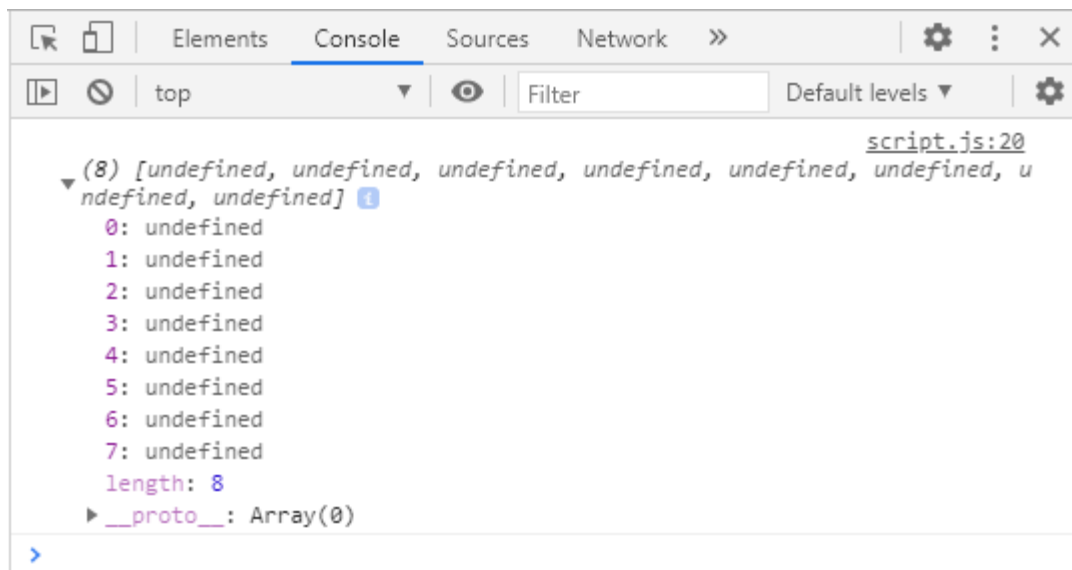 Elements Console Sources Network »
top ▼ Filter Default levels ▼
script.js:20
(8) [undefined, undefined, undefined, undefined, undefined, undefined, u
ndefined, undefined] i
0: undefined
1: undefined
2: undefined
3: undefined
4: undefined
5: undefined
6: undefined
7: undefined
length: 8
▶ __proto__: Array(0)
>